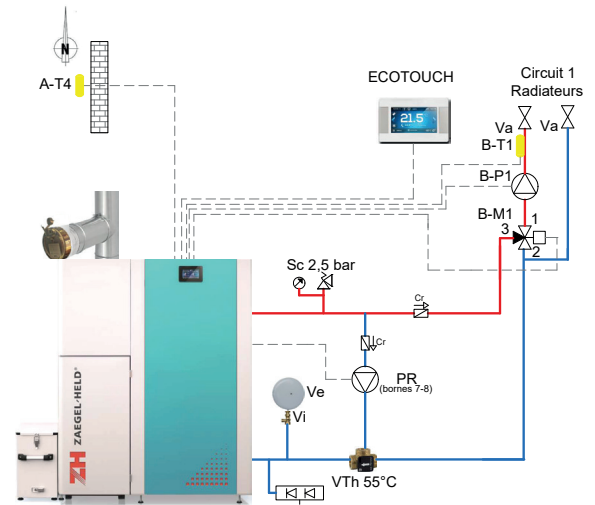 N
A-T4
ECOTOUCH
21.5
Circuit 1
Radiateurs
Va
Va
B-T1
B-P1
B-M1
1
3
2
Sc 2,5 bar
Cr
Cr
PR
(bornes 7-8)
Ve
Vi
VTh 55°C
ZH ZAEGEL-HELD®